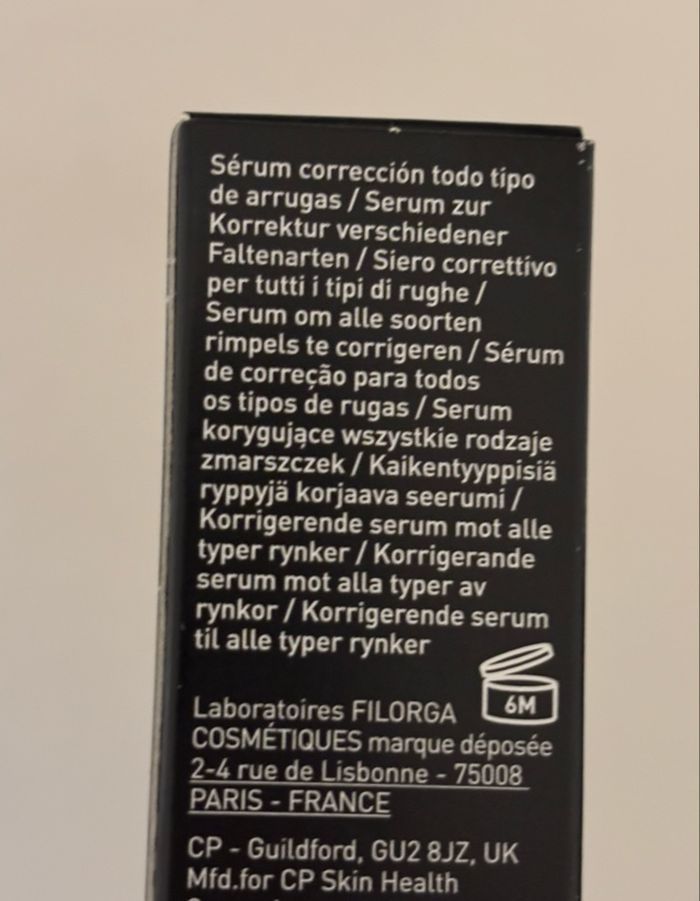 Sérum corrección todo tipo
de arrugas / Serum zur
Korrektur verschiedener
Faltenarten / Siero correttivo
per tutti i tipi di rughe /
Serum om alle soorten
rimpels te corrigeren / Sérum
de correção para todos
os tipos de rugas / Serum
korygujące wszystkie rodzaje
zmarszczek / Kaikentyyppisiä
ryppyjä korjaava seerumi /
Korrigerende serum mot alle
typer rynker / Korrigerande
serum mot alla typer av
rynkor / Korrigerende serum
til alle typer rynker
6M
Laboratoires FILORGA
COSMÉTIQUES marque déposée
2-4 rue de Lisbonne - 75008
PARIS - FRANCE
CP - Guildford, GU2 8JZ, UK
Mfd.for CP Skin Health